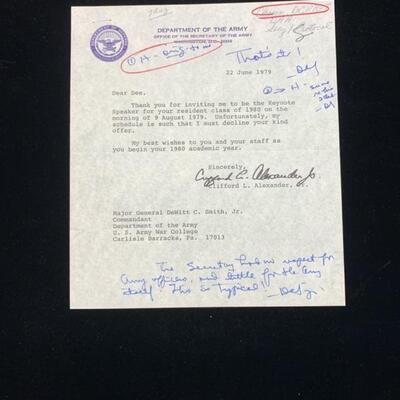 DEPARTMENT OF THE ARMY
OFFICE OF THE SECRETARY OF THE ARMY
That's it!
22 June 1979
Dear Dee,
Thank you for inviting me to be the Keynote
Speaker for your resident class of 1980 on the
morning of 9 August 1979. Unfortunately, my
schedule is such that I must decline your kind
offer.
My best wishes to you and your staff as
you begin your 1980 academic year.
Sincerely,
Clifford L. Alexander, Jr.
Clifford L. Alexander, Jr.
Major General DeWitt C. Smith, Jr.
Commandant
Department of the Army
U. S. Army War College
Carlisle Barracks, Pa. 17013
The Secretary has no respect for
Army officers, and little for the Army
itself. This is typical!